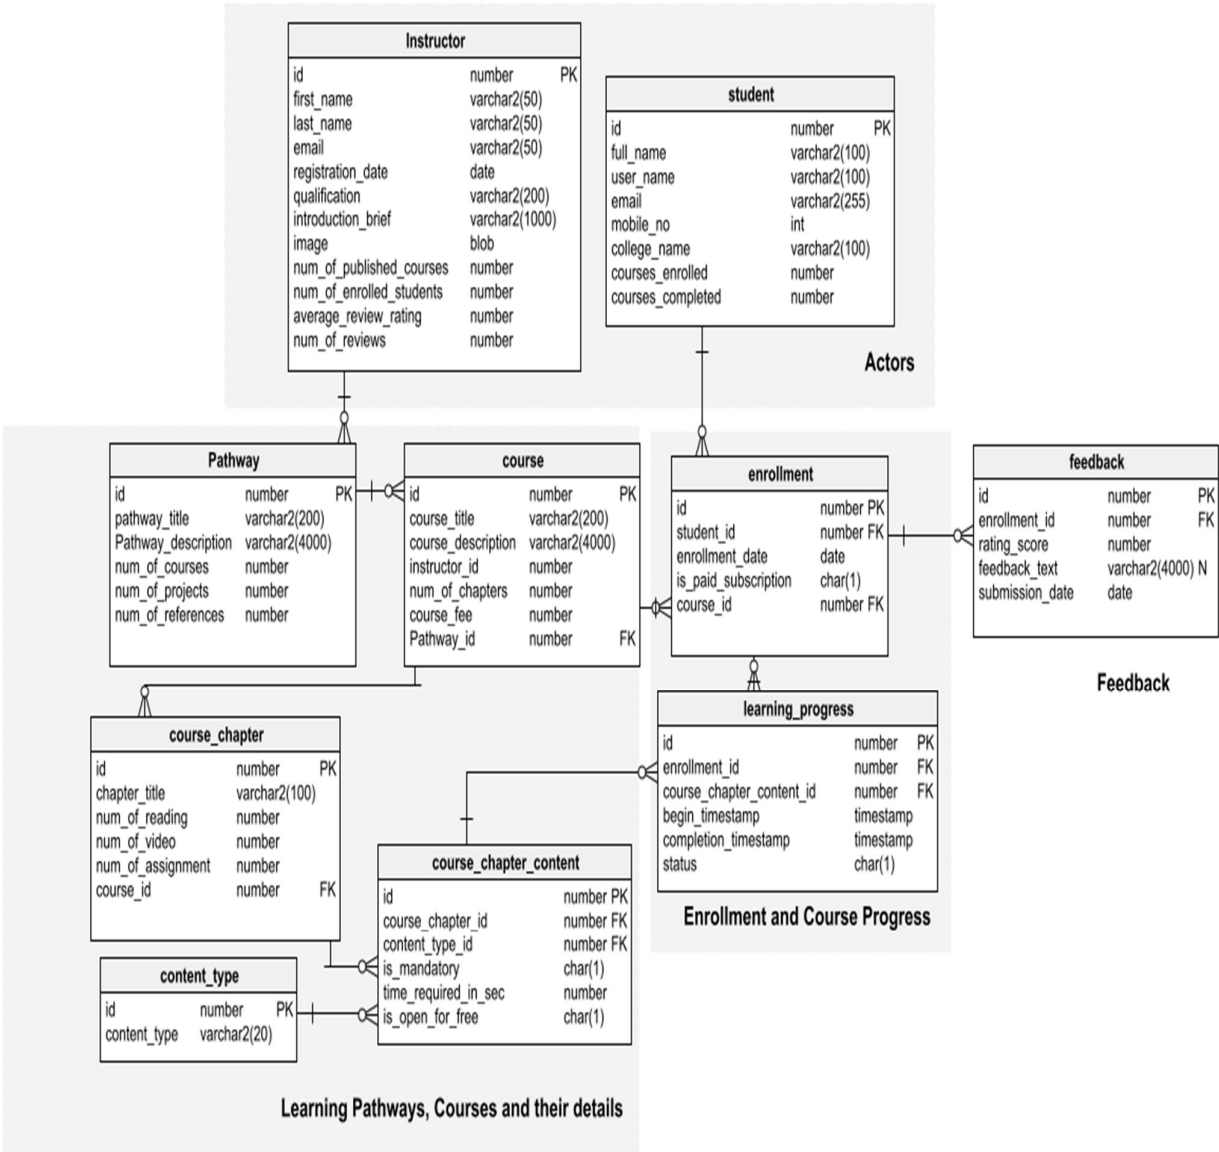 Instructor
id number PK
first_name varchar2(50)
last_name varchar2(50)
email varchar2(50)
registration_date date
qualification varchar2(200)
introduction_brief varchar2(1000)
image blob
num_of_published_courses number
num_of_enrolled_students number
average_review_rating number
num_of_reviews number
student
id number PK
full_name varchar2(100)
user_name varchar2(100)
email varchar2(255)
mobile_no int
college_name varchar2(100)
courses_enrolled number
courses_completed number
Actors
Pathway
id number PK
pathway_title varchar2(200)
Pathway_description varchar2(4000)
num_of_courses number
num_of_projects number
num_of_references number
course
id number PK
course_title varchar2(200)
course_description varchar2(4000)
instructor_id number
num_of_chapters number
course_fee number
Pathway_id number FK
enrollment
id number PK
student_id number FK
enrollment_date date
is_paid_subscription char(1)
course_id number FK
feedback
id number PK
enrollment_id number FK
rating_score number
feedback_text varchar2(4000) N
submission_date date
Feedback
course_chapter
id number PK
chapter_title varchar2(100)
num_of_reading number
num_of_video number
num_of_assignment number
course_id number FK
learning_progress
id number PK
enrollment_id number FK
course_chapter_content_id number FK
begin_timestamp timestamp
completion_timestamp timestamp
status char(1)
Enrollment and Course Progress
course_chapter_content
id number PK
course_chapter_id number FK
content_type_id number FK
is_mandatory char(1)
time_required_in_sec number
is_open_for_free char(1)
content_type
id number PK
content_type varchar2(20)
Learning Pathways, Courses and their details